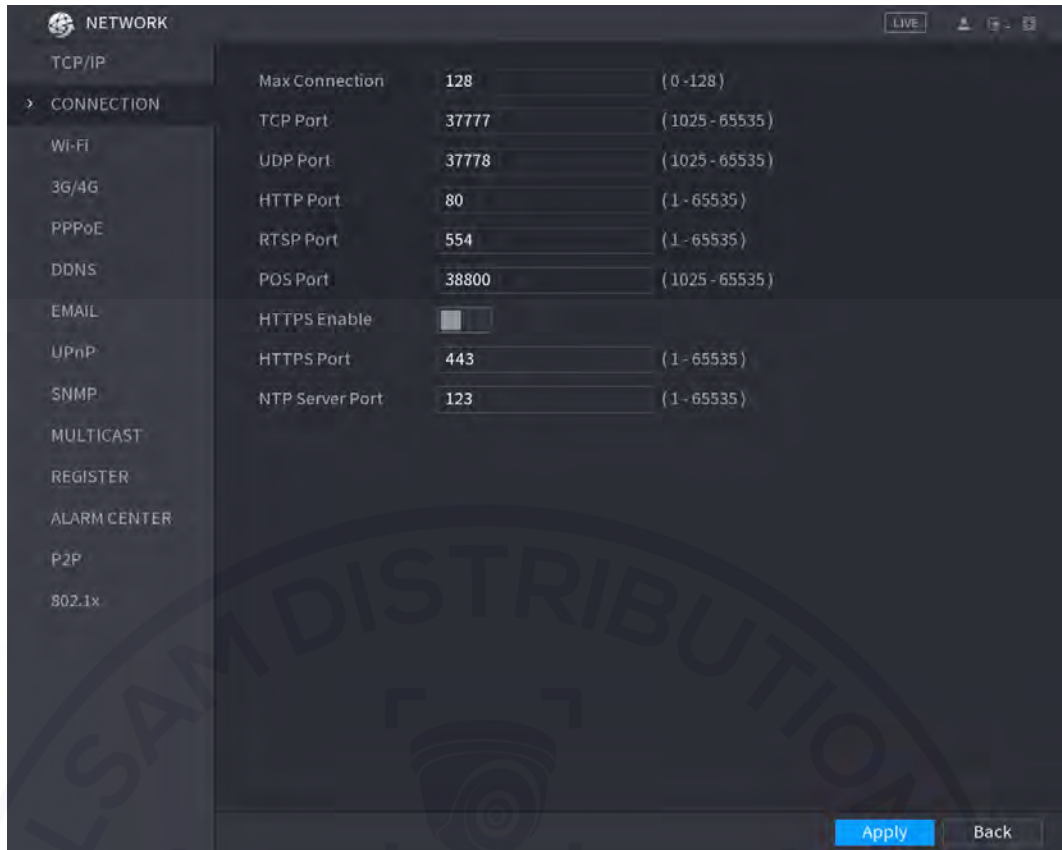 NETWORK
LIVE
TCP/IP
CONNECTION
Wi-Fi
3G/4G
PPPoE
DDNS
EMAIL
UPnP
SNMP
MULTICAST
REGISTER
ALARM CENTER
P2P
802.1x
Max Connection 128 (0-128)
TCP Port 37777 (1025-65535)
UDP Port 37778 (1025-65535)
HTTP Port 80 (1-65535)
RTSP Port 554 (1-65535)
POS Port 38800 (1025-65535)
HTTPS Enable
HTTPS Port 443 (1-65535)
NTP Server Port 123 (1-65535)
LSAM DISTRIBUTION
Apply Back